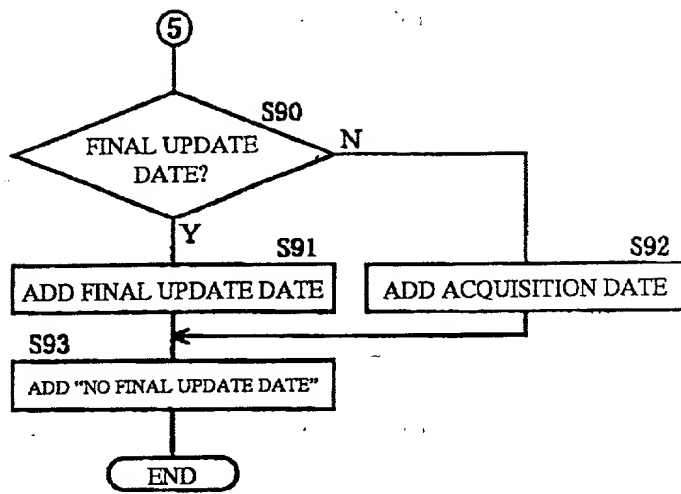 5
S90
FINAL UPDATE
DATE?
N
Y
S91
S92
ADD FINAL UPDATE DATE
ADD ACQUISITION DATE
S93
ADD "NO FINAL UPDATE DATE"
END